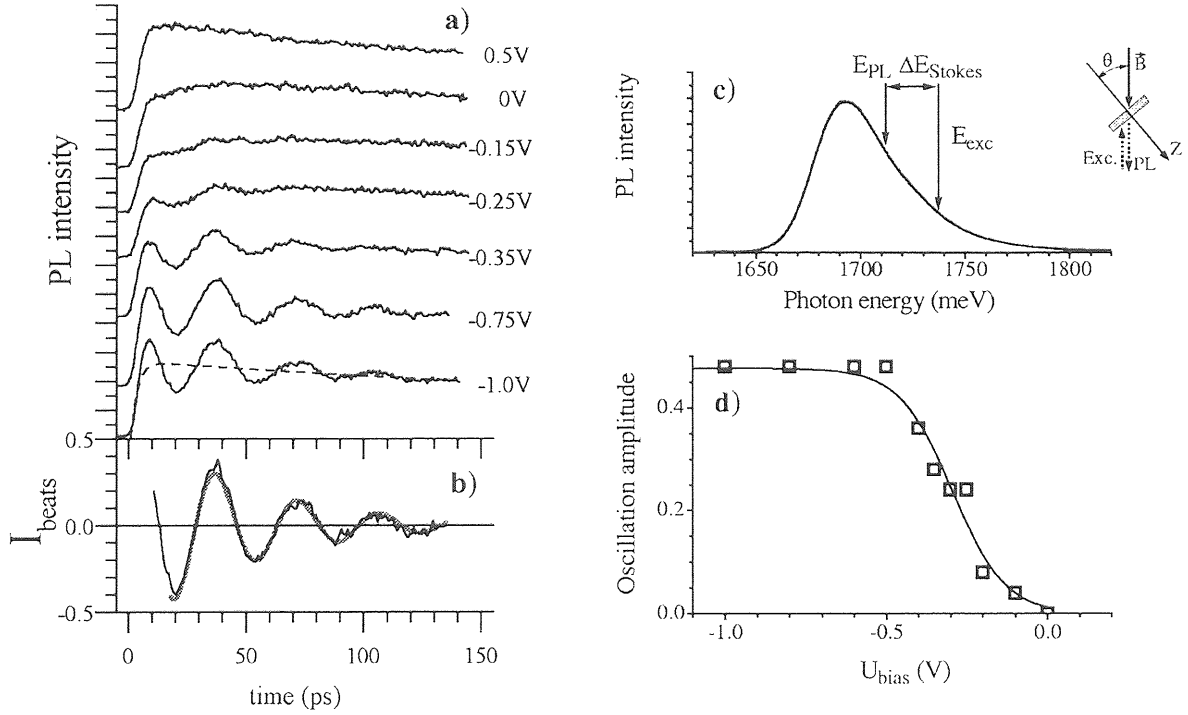 a)
0.5V
0V
-0.15V
-0.25V
-0.35V
-0.75V
-1.0V
PL intensity
0.5
b)
0.0
-0.5
I_beats
0 50 100 150
time (ps)
c)
E_PL ΔE_Stokes
E_exc
PL intensity
1650 1700 1750 1800
Photon energy (meV)
θ B⃗
Exc. PL Z
d)
0.4
0.2
0.0
Oscillation amplitude
-1.0 -0.5 0.0
U_bias (V)